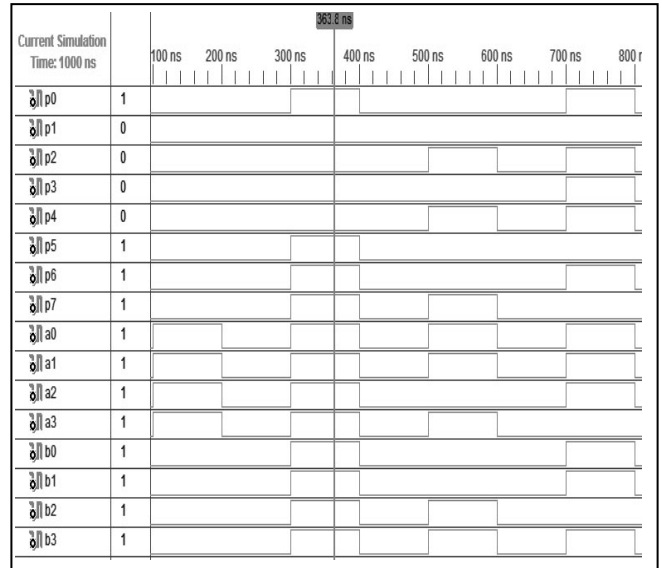 363.8 ns
Current Simulation
Time: 1000 ns
100 ns 200 ns 300 ns 400 ns 500 ns 600 ns 700 ns 800 n
p0 1
p1 0
p2 0
p3 0
p4 0
p5 1
p6 1
p7 1
a0 1
a1 1
a2 1
a3 1
b0 1
b1 1
b2 1
b3 1